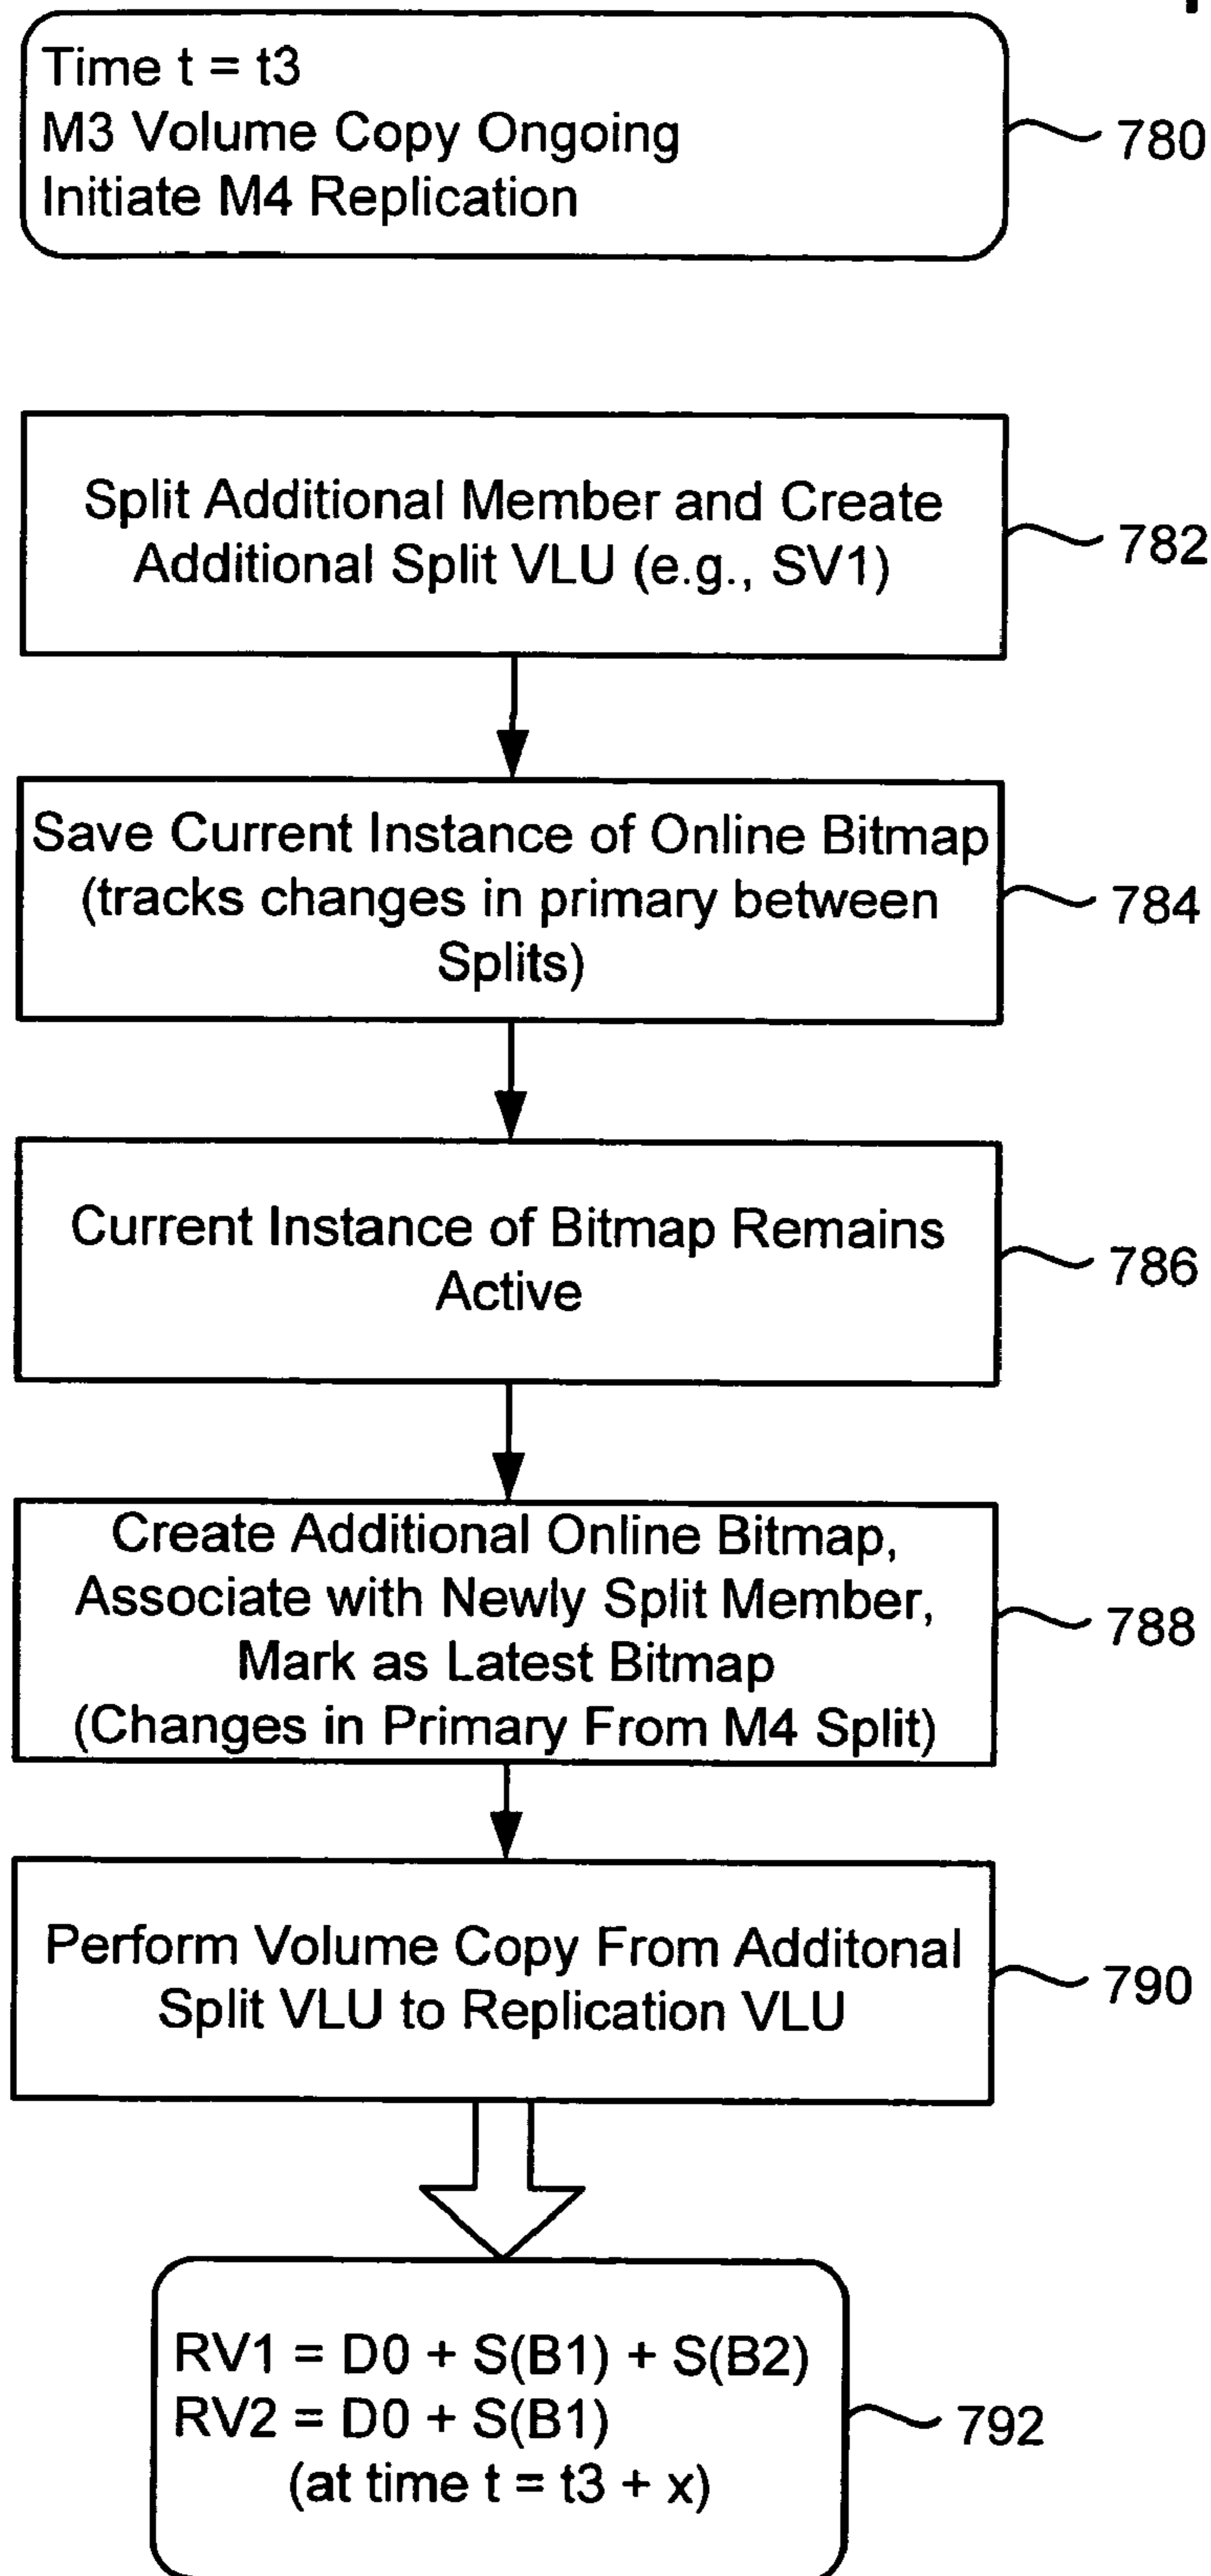 Time t = t3
M3 Volume Copy Ongoing
Initiate M4 Replication
780
Split Additional Member and Create
Additional Split VLU (e.g., SV1)
782
Save Current Instance of Online Bitmap
(tracks changes in primary between
Splits)
784
Current Instance of Bitmap Remains
Active
786
Create Additional Online Bitmap,
Associate with Newly Split Member,
Mark as Latest Bitmap
(Changes in Primary From M4 Split)
788
Perform Volume Copy From Additonal
Split VLU to Replication VLU
790
RV1 = D0 + S(B1) + S(B2)
RV2 = D0 + S(B1)
(at time t = t3 + x)
792